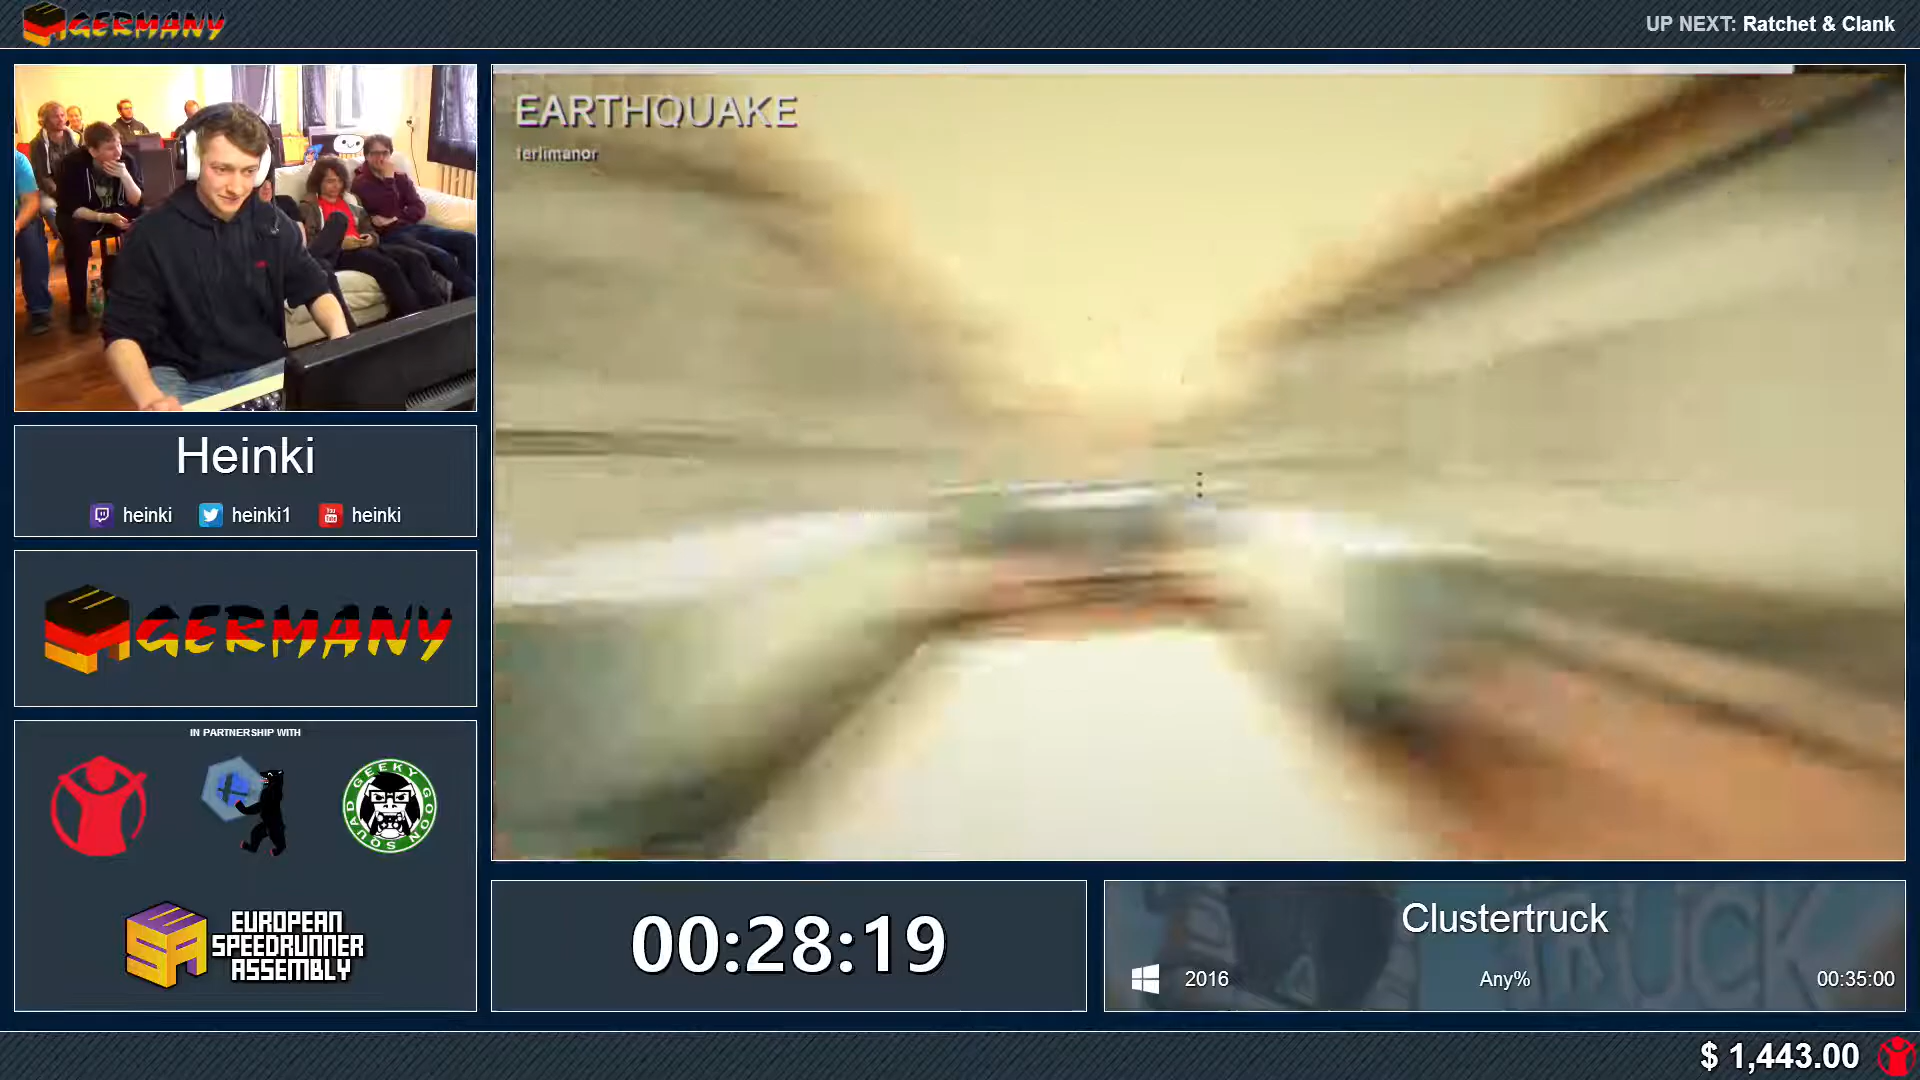 GERMANY
UP NEXT: Ratchet & Clank
EARTHQUAKE
terlimanor
Heinki
heinki
heinki1
heinki
GERMANY
IN PARTNERSHIP WITH
GEEKY GOON SQUAD
EUROPEAN
SPEEDRUNNER
ASSEMBLY
00:28:19
Clustertruck
2016
Any%
00:35:00
$ 1,443.00